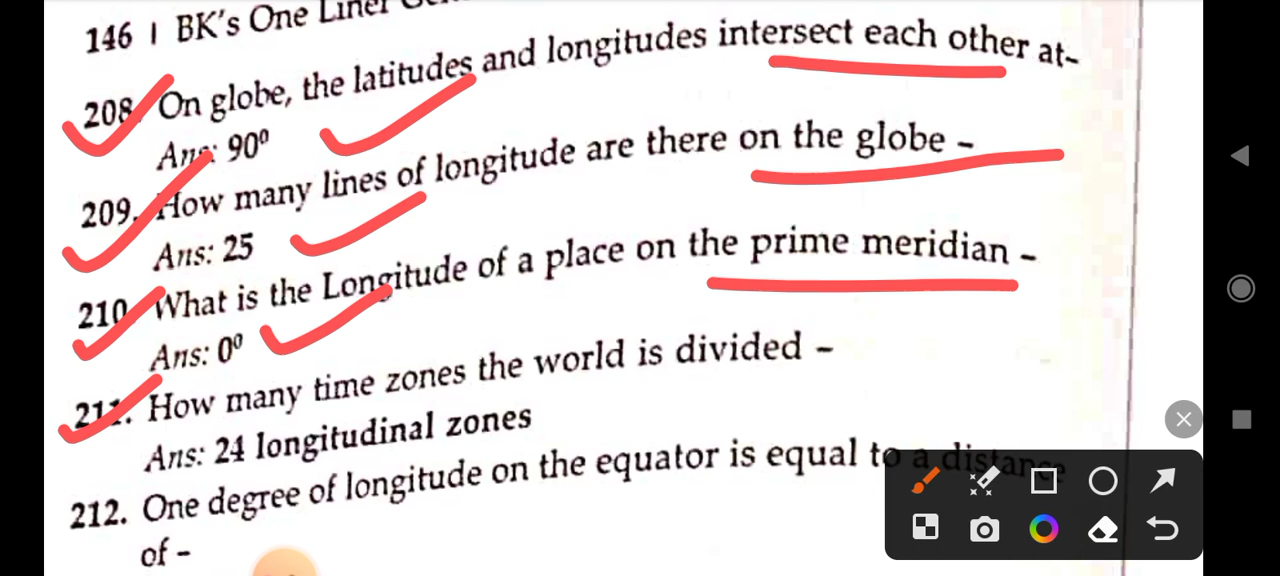 146 | BK's One Liner
208. On globe, the latitudes and longitudes intersect each other at-
Ans: 90º
209. How many lines of longitude are there on the globe -
Ans: 25
210. What is the Longitude of a place on the prime meridian -
Ans: 0º
211. How many time zones the world is divided -
Ans: 24 longitudinal zones
212. One degree of longitude on the equator is equal to a distance
of -